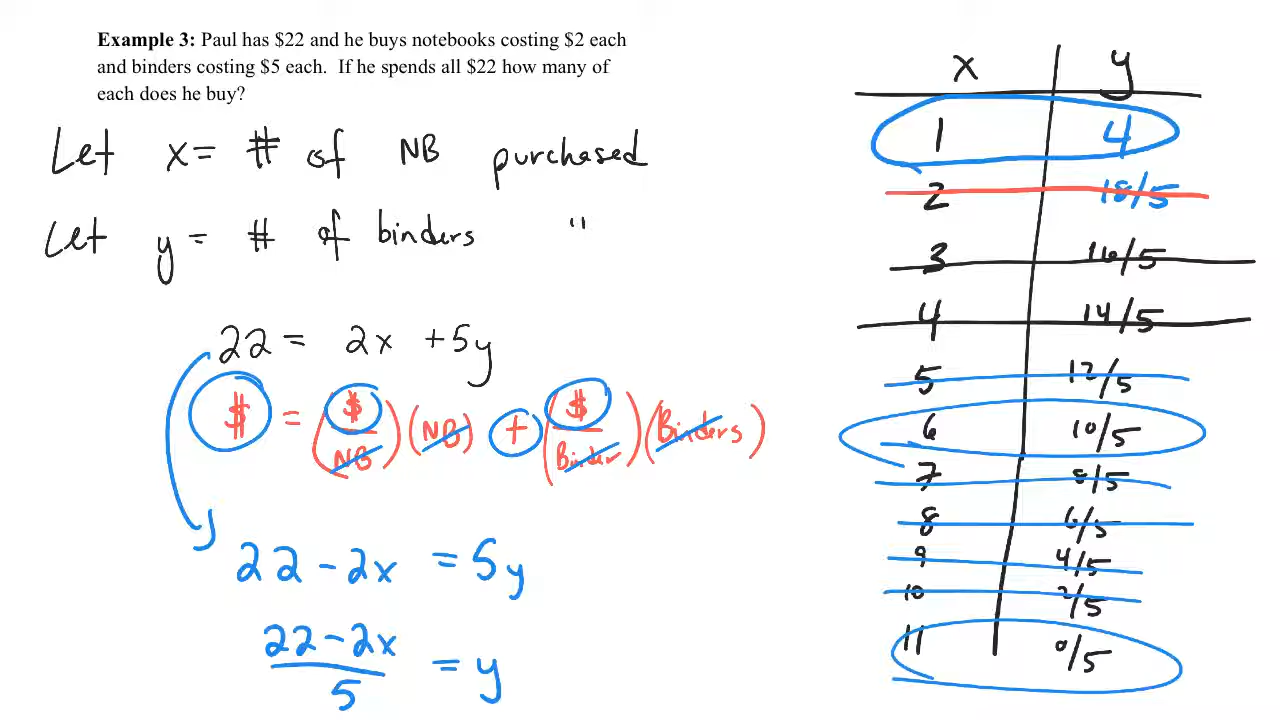 Example 3: Paul has $22 and he buys notebooks costing $2 each
and binders costing $5 each. If he spends all $22 how many of
each does he buy?
Let x = # of NB purchased
Let y = # of binders "
22 = 2x + 5y
$ = ($/NB)(NB) + ($/Binder)(Binders)
22 - 2x = 5y
22 - 2x
5
= y
x y
1 4
2 18/5
3 16/5
4 14/5
5 12/5
6 10/5
7 8/5
8 6/5
9 4/5
10 2/5
11 0/5